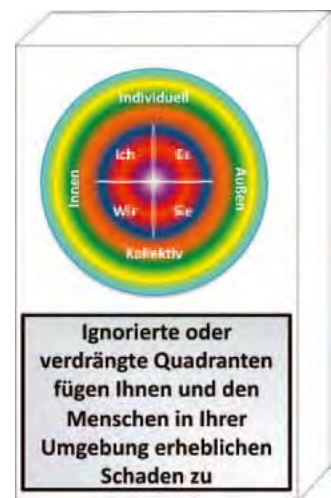 Individuell
Ich Es
Innen Außen
Wir Sie
Kollektiv
Ignorierte oder
verdrängte Quadranten
fügen Ihnen und den
Menschen in Ihrer
Umgebung erheblichen
Schaden zu